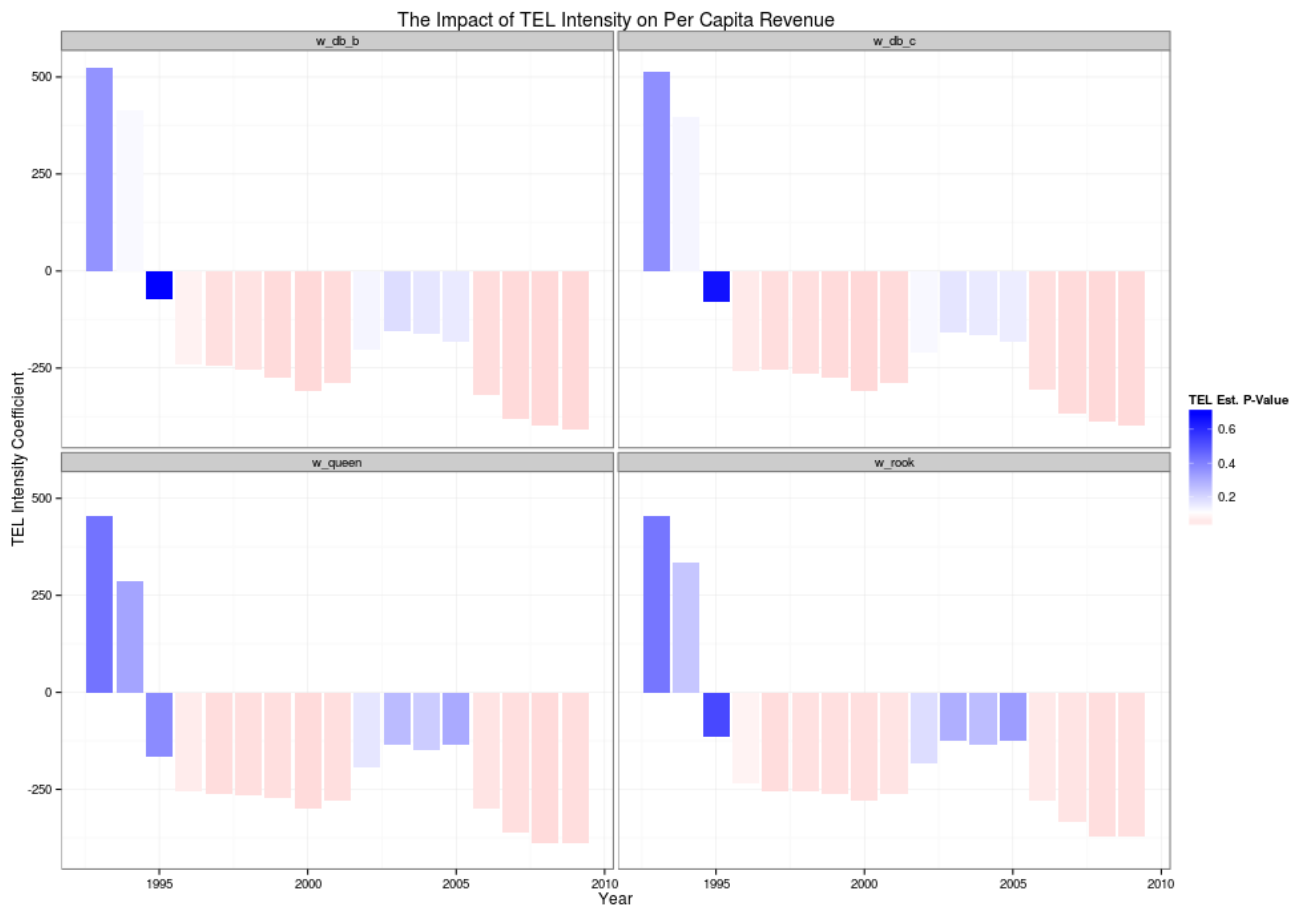 The Impact of TEL Intensity on Per Capita Revenue
w_db_b
w_db_c
500
250
0
-250
w_queen
w_rook
500
250
0
-250
1995
2000
2005
2010
1995
2000
2005
2010
Year
TEL Intensity Coefficient
TEL Est. P-Value
0.6
0.4
0.2